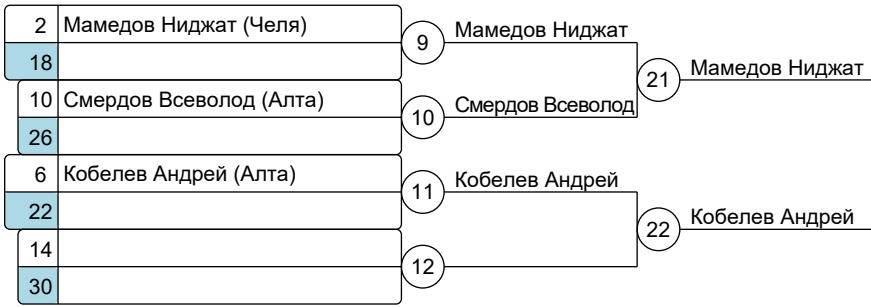 2 Мамедов Ниджат (Челя)
9 Мамедов Ниджат
18
21 Мамедов Ниджат
10 Смердов Всеволод (Алта)
10 Смердов Всеволод
26
6 Кобелев Андрей (Алта)
11 Кобелев Андрей
22
22 Кобелев Андрей
14
12
30